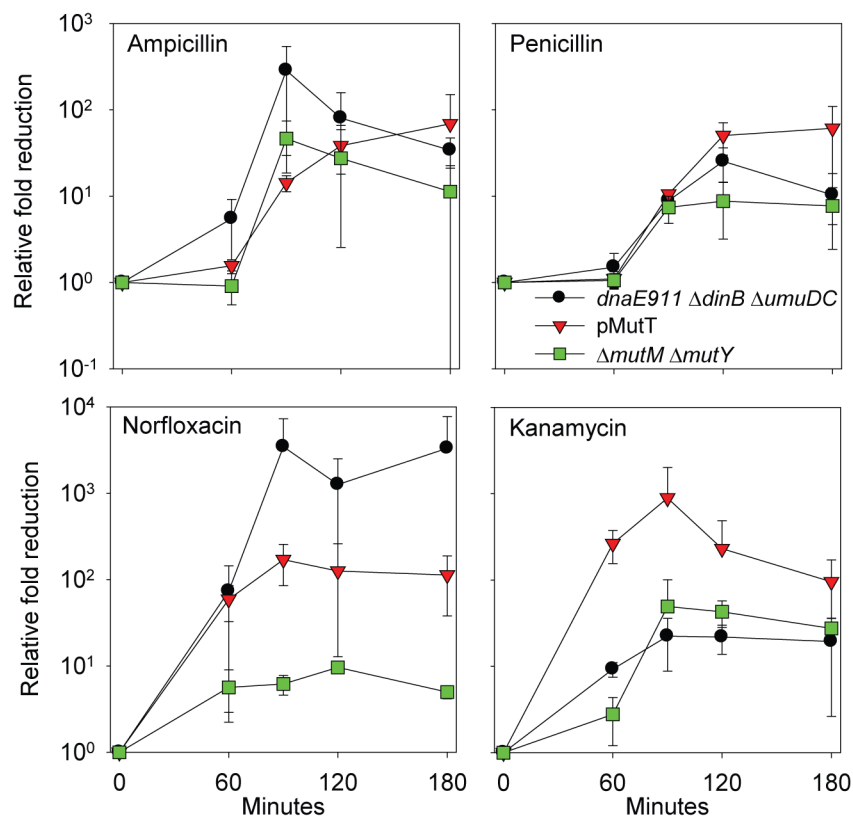 Ampicillin
Penicillin
Relative fold reduction
10³
10²
10¹
10⁰
10⁻¹
dnaE911 ΔdinB ΔumuDC
pMutT
ΔmutM ΔmutY
Norfloxacin
Kanamycin
Relative fold reduction
10⁴
10³
10²
10¹
10⁰
0 60 120 180
0 60 120 180
Minutes
Minutes